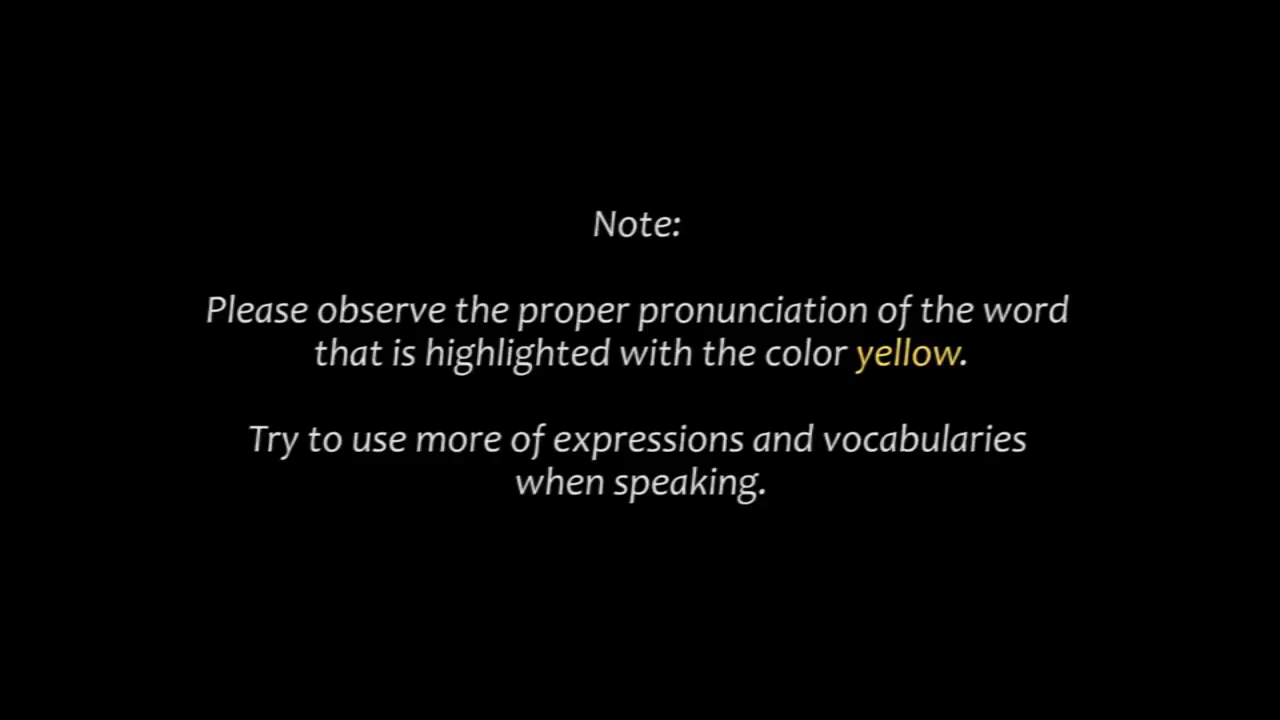 Note:
Please observe the proper pronunciation of the word
that is highlighted with the color yellow.
Try to use more of expressions and vocabularies
when speaking.